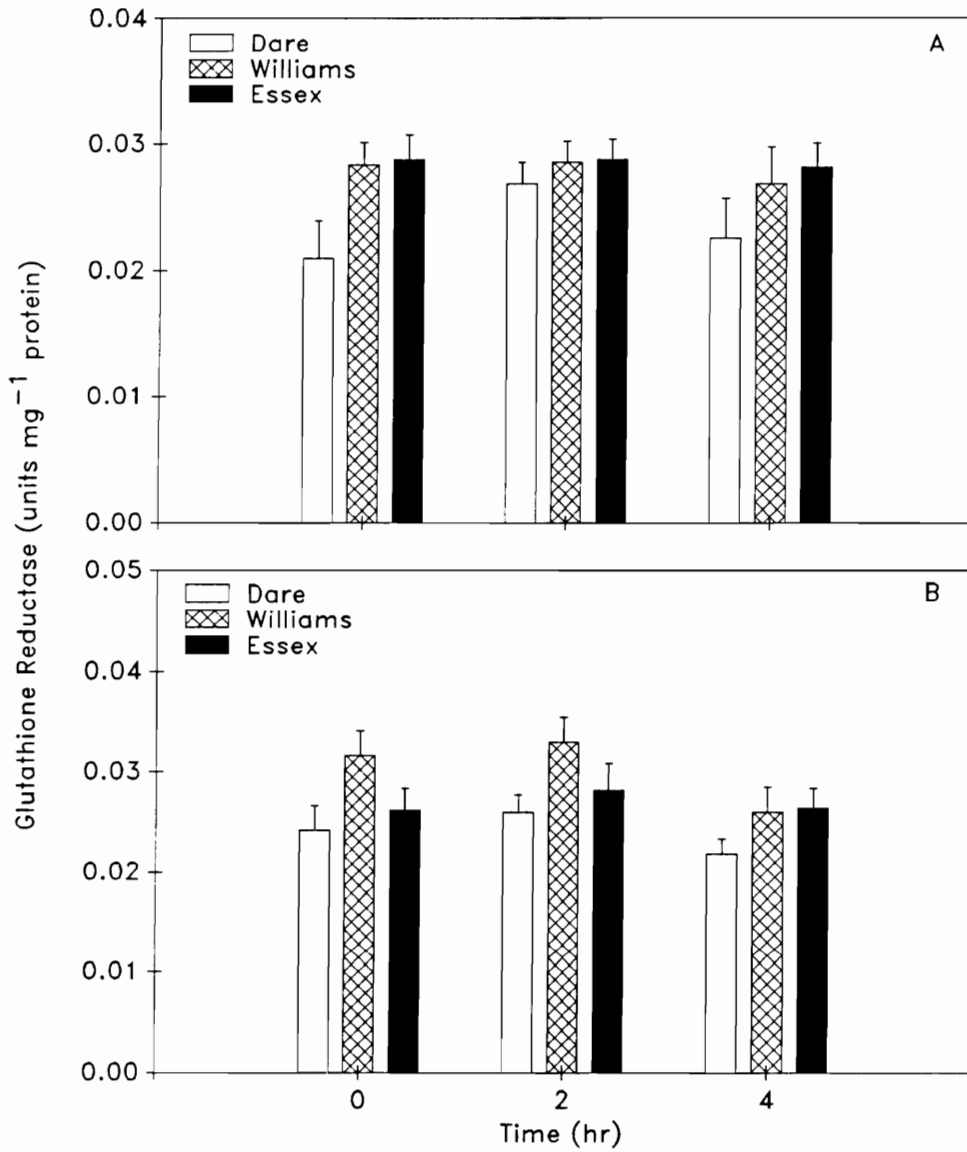 Glutathione Reductase (units mg⁻¹ protein)
0.04
Dare
Williams
Essex
A
0.03
0.02
0.01
0.00
0.05
Dare
Williams
Essex
B
0.04
0.03
0.02
0.01
0.00
0 2 4
Time (hr)